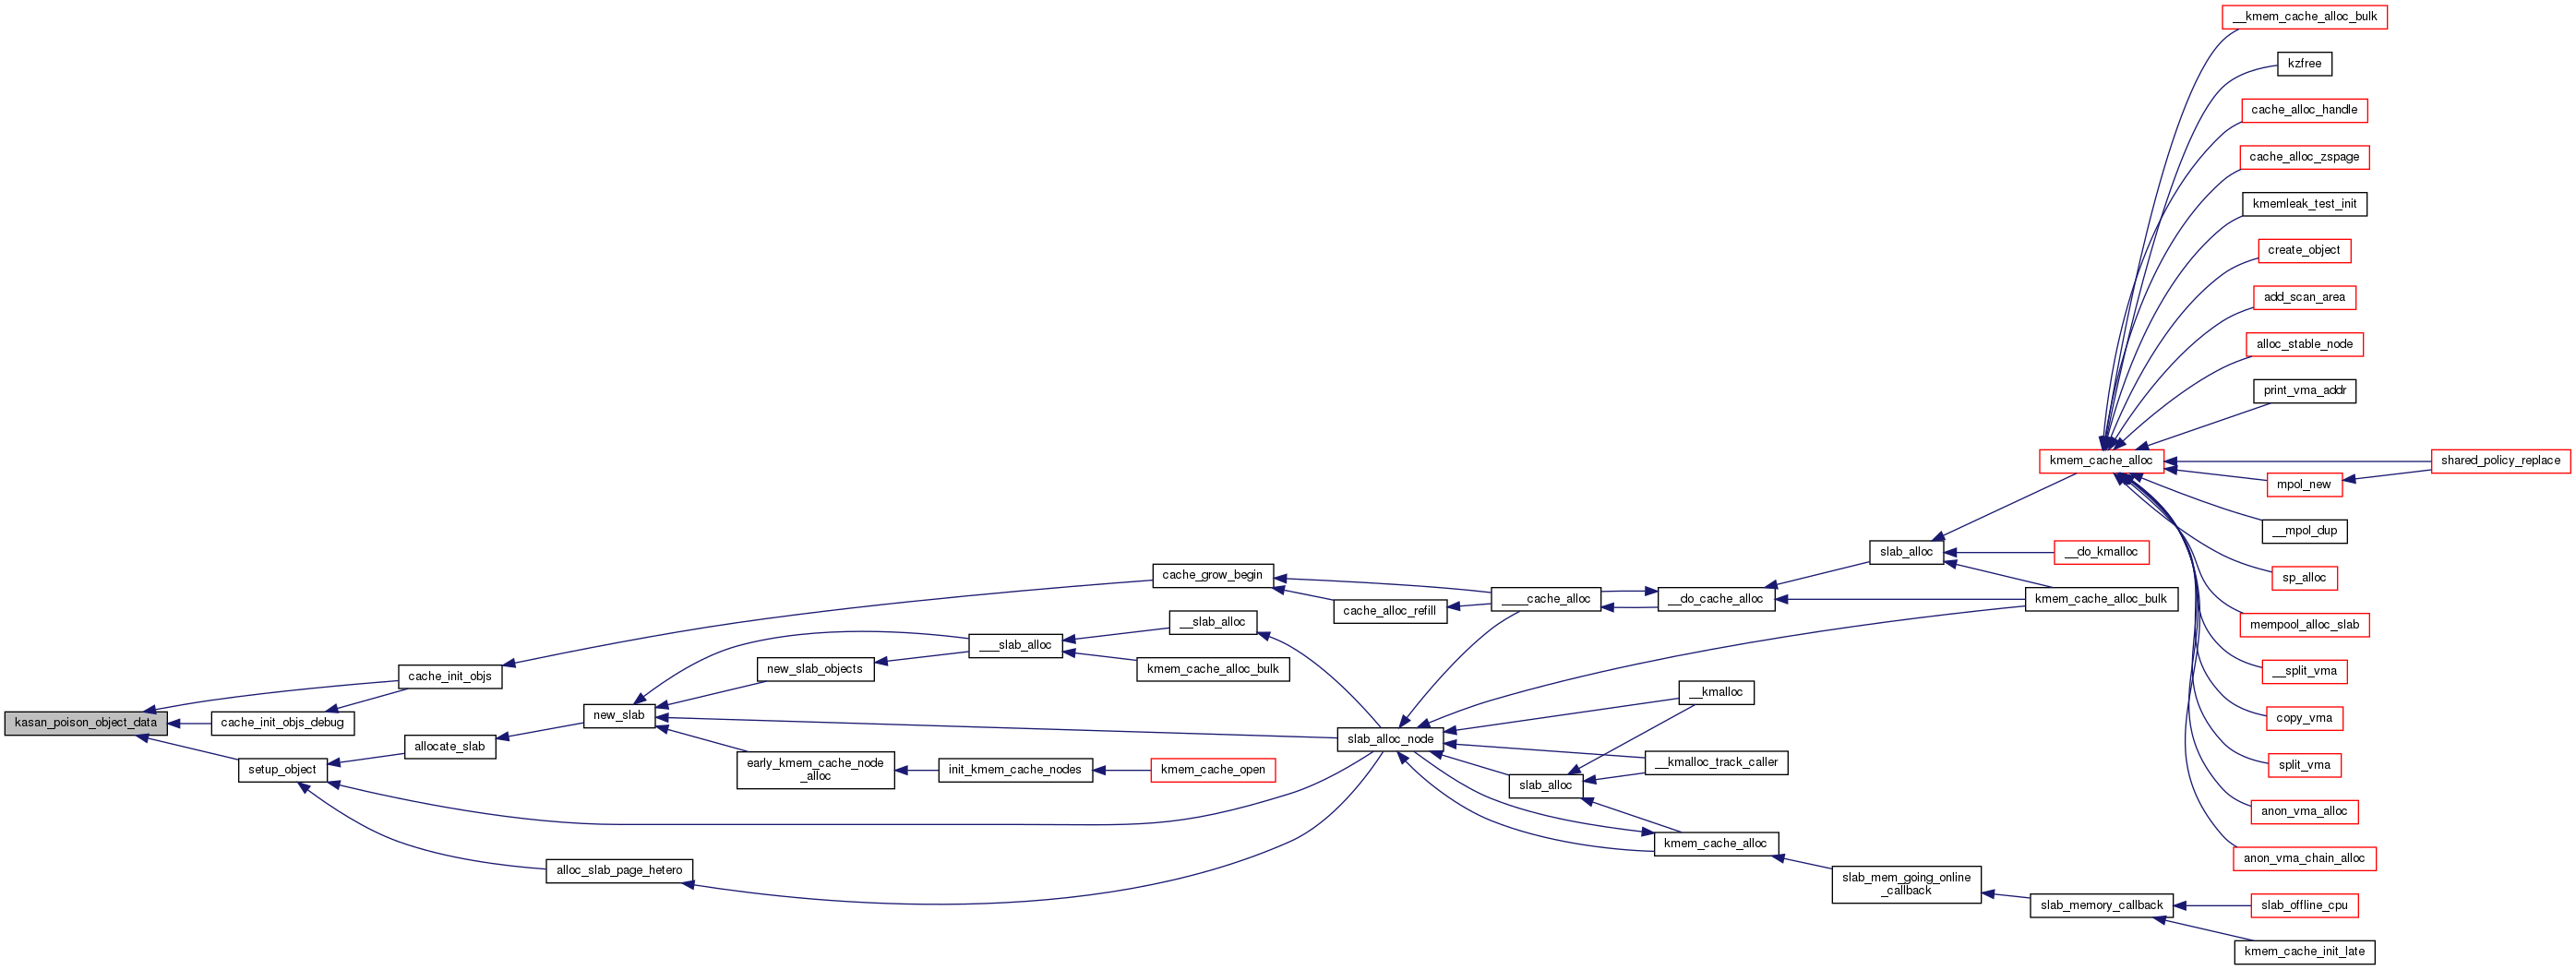 __kmem_cache_alloc_bulk
kzfree
cache_alloc_handle
cache_alloc_zspage
kmemleak_test_init
create_object
add_scan_area
alloc_stable_node
print_vma_addr
kmem_cache_alloc
shared_policy_replace
mpol_new
__mpol_dup
slab_alloc
__do_kmalloc
cache_grow_begin
sp_alloc
____cache_alloc
__do_cache_alloc
kmem_cache_alloc_bulk
cache_alloc_refill
__slab_alloc
mempool_alloc_slab
___slab_alloc
new_slab_objects
kmem_cache_alloc_bulk
__split_vma
cache_init_objs
__kmalloc
kasan_poison_object_data
cache_init_objs_debug
new_slab
copy_vma
allocate_slab
slab_alloc_node
setup_object
early_kmem_cache_node
_alloc
init_kmem_cache_nodes
kmem_cache_open
__kmalloc_track_caller
split_vma
slab_alloc
anon_vma_alloc
kmem_cache_alloc
anon_vma_chain_alloc
alloc_slab_page_hetero
slab_mem_going_online
_callback
slab_memory_callback
slab_offline_cpu
kmem_cache_init_late